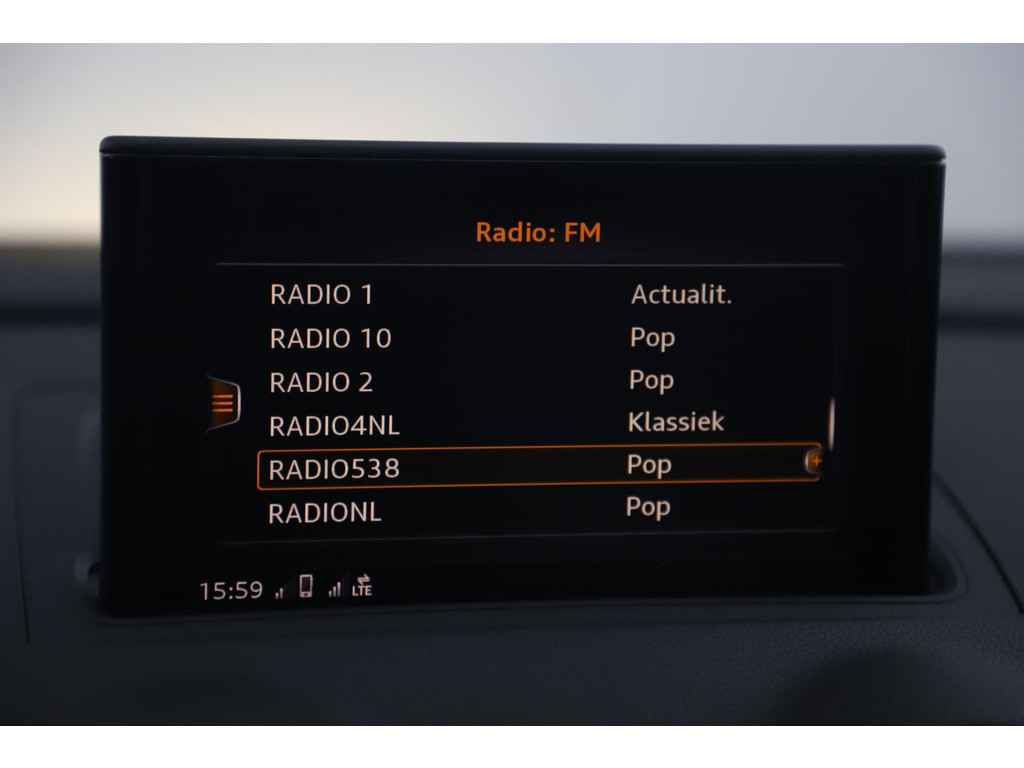 Radio: FM
RADIO 1 Actualit.
RADIO 10 Pop
RADIO 2 Pop
RADIO4NL Klassiek
RADIO538 Pop
RADIONL Pop
15:59 LTE